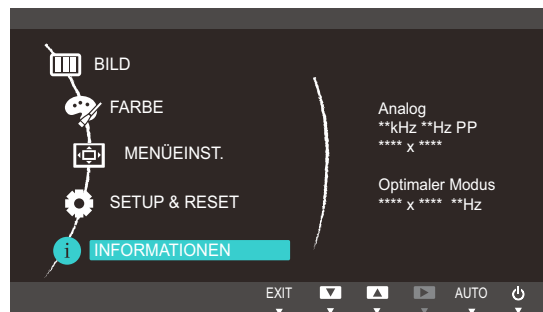 BILD
FARBE
MENÜEINST.
SETUP & RESET
i INFORMATIONEN
Analog
**kHz **Hz PP
**** x ****
Optimaler Modus
**** x **** **Hz
EXIT AUTO